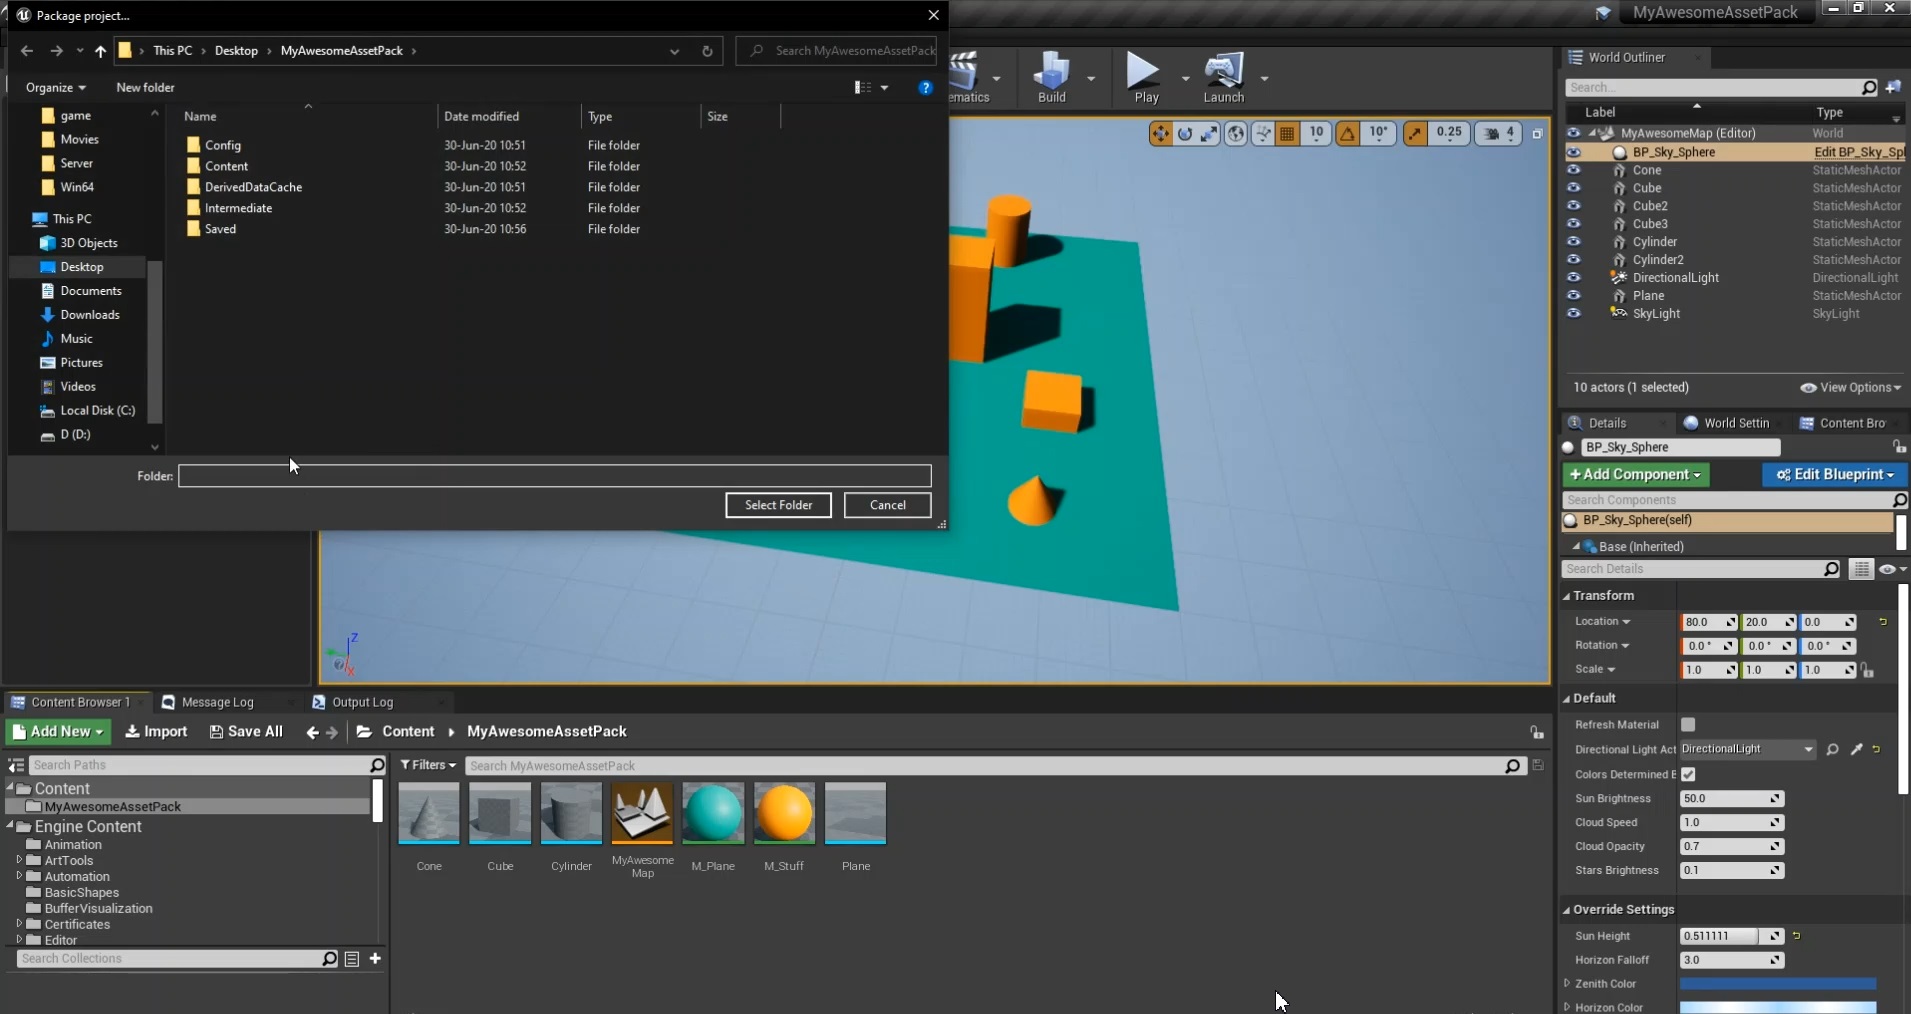 Package project...
This PC
Desktop
MyAwesomeAssetPack
Search MyAwesomeAssetPack
Organize
New folder
?
game
Movies
Server
Win64
This PC
3D Objects
Desktop
Documents
Downloads
Music
Pictures
Videos
Local Disk (C:)
D (D:)
Name Date modified Type Size
Config 30-Jun-20 10:51 File folder
Content 30-Jun-20 10:52 File folder
DerivedDataCache 30-Jun-20 10:51 File folder
Intermediate 30-Jun-20 10:52 File folder
Saved 30-Jun-20 10:56 File folder
Folder:
Select Folder
Cancel
MyAwesomeAssetPack
ematics
Build
Play
Launch
10
10°
0.25
4
Z
X
World Outliner
Search...
Label Type
MyAwesomeMap (Editor) World
BP_Sky_Sphere Edit BP_Sky_Spl
Cone StaticMeshActor
Cube StaticMeshActor
Cube2 StaticMeshActor
Cube3 StaticMeshActor
Cylinder StaticMeshActor
Cylinder2 StaticMeshActor
DirectionalLight DirectionalLight
Plane StaticMeshActor
SkyLight SkyLight
10 actors (1 selected)
View Options
Details
World Settin
Content Bro
BP_Sky_Sphere
+Add Component
Edit Blueprint
Search Components
BP_Sky_Sphere(self)
Base (Inherited)
Search Details
Transform
Location 80.0 20.0 0.0
Rotation 0.0° 0.0° 0.0°
Scale 1.0 1.0 1.0
Default
Refresh Material
Directional Light Act DirectionalLight
Colors Determined E
Sun Brightness 50.0
Cloud Speed 1.0
Cloud Opacity 0.7
Stars Brightness 0.1
Override Settings
Sun Height 0.511111
Horizon Falloff 3.0
Zenith Color
Horizon Color
Content Browser 1
Message Log
Output Log
Add New
Import
Save All
Content
MyAwesomeAssetPack
Search Paths
Filters
Search MyAwesomeAssetPack
Content
MyAwesomeAssetPack
Engine Content
Animation
ArtTools
Automation
BasicShapes
BufferVisualization
Certificates
Editor
Search Collections
Cone
Cube
Cylinder
MyAwesome
Map
M_Plane
M_Stuff
Plane